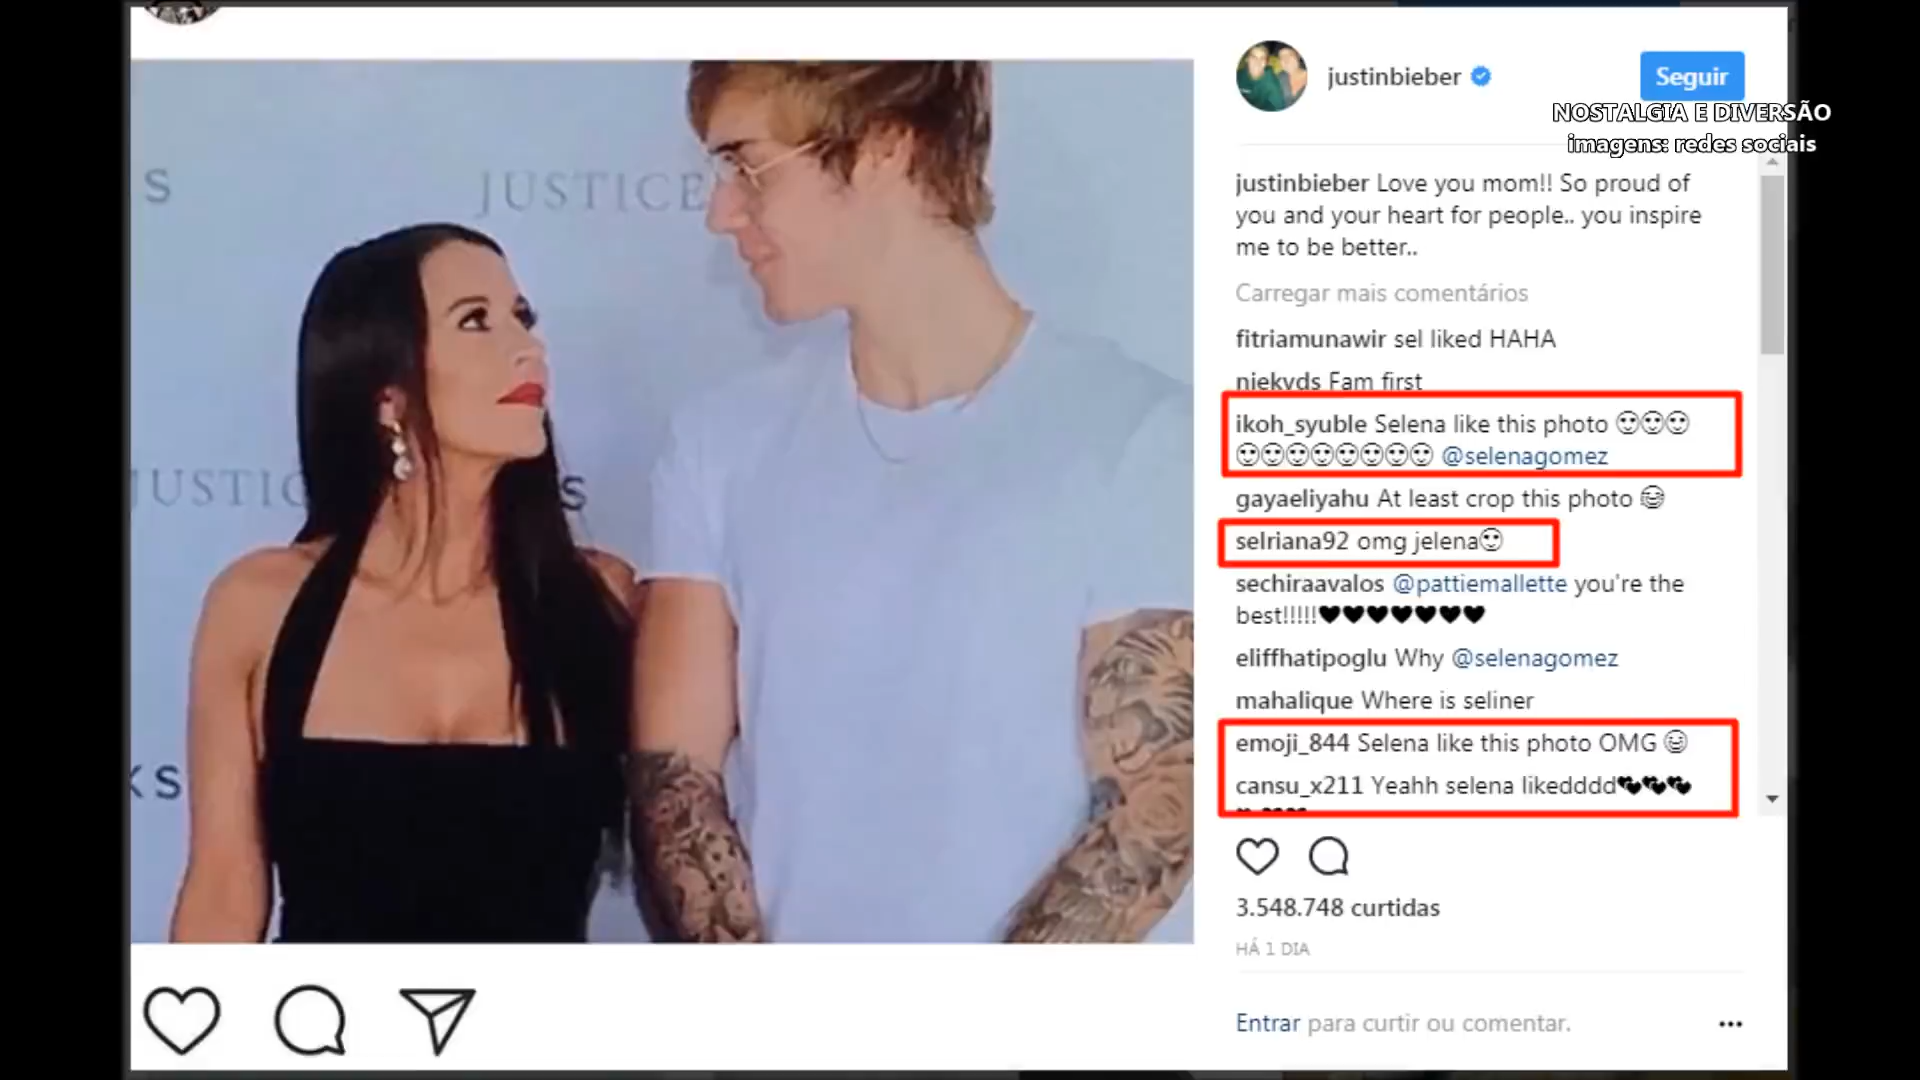 JUSTICE
S
JUSTIC
S
KS
justinbieber
Seguir
NOSTALGIA E DIVERSÃO
imagens: redes sociais
justinbieber Love you mom!! So proud of
you and your heart for people.. you inspire
me to be better..
Carregar mais comentários
fitriamunawir sel liked HAHA
niekvds Fam first
ikoh_syuble Selena like this photo
@selenagomez
gayaeliyahu At least crop this photo
selriana92 omg jelena
sechiraavalos @pattiemallette you're the
best!!!!!
eliffhatipoglu Why @selenagomez
mahalique Where is seliner
emoji_844 Selena like this photo OMG
cansu_x211 Yeahh selena likedddd
3.548.748 curtidas
HÁ 1 DIA
Entrar para curtir ou comentar.